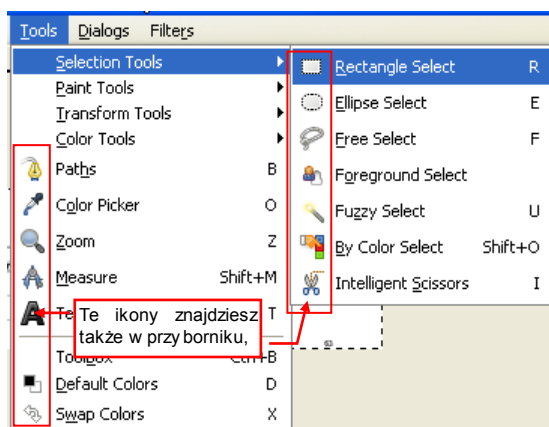 Tools Dialogs Filters
Selection Tools
Paint Tools
Transform Tools
Color Tools
Paths B
Color Picker O
Zoom Z
Measure Shift+M
Te T
Toolbox Ctrl+B
Default Colors D
Swap Colors X
Rectangle Select R
Ellipse Select E
Free Select F
Foreground Select
Fuzzy Select U
By Color Select Shift+O
Intelligent Scissors I
Te ikony znajdziesz
także w przyborniku,